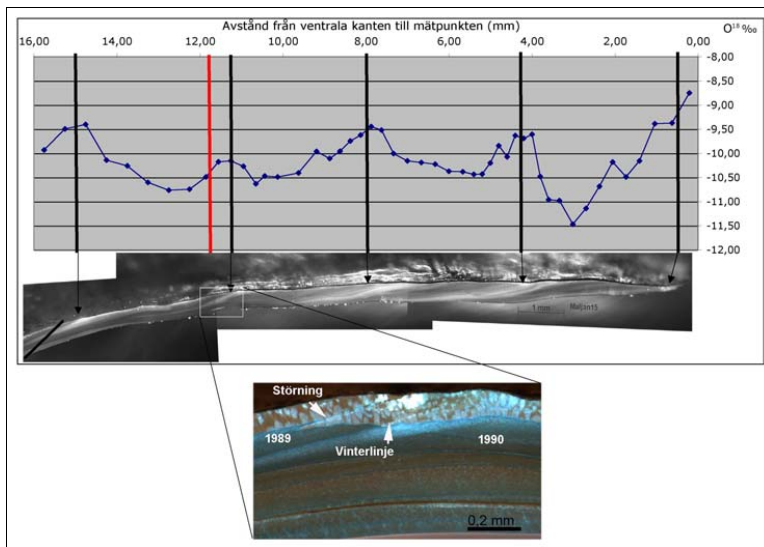 Avstånd från ventrala kanten till mätpunkten (mm)
O¹⁸ ‰
16,00 14,00 12,00 10,00 8,00 6,00 4,00 2,00 0,00
-8,00
-9,00
-9,50
-10,00
-10,50
-11,00
-11,50
-12,00
1 mm
Störning
1989
1990
Vinterlinje
0,2 mm